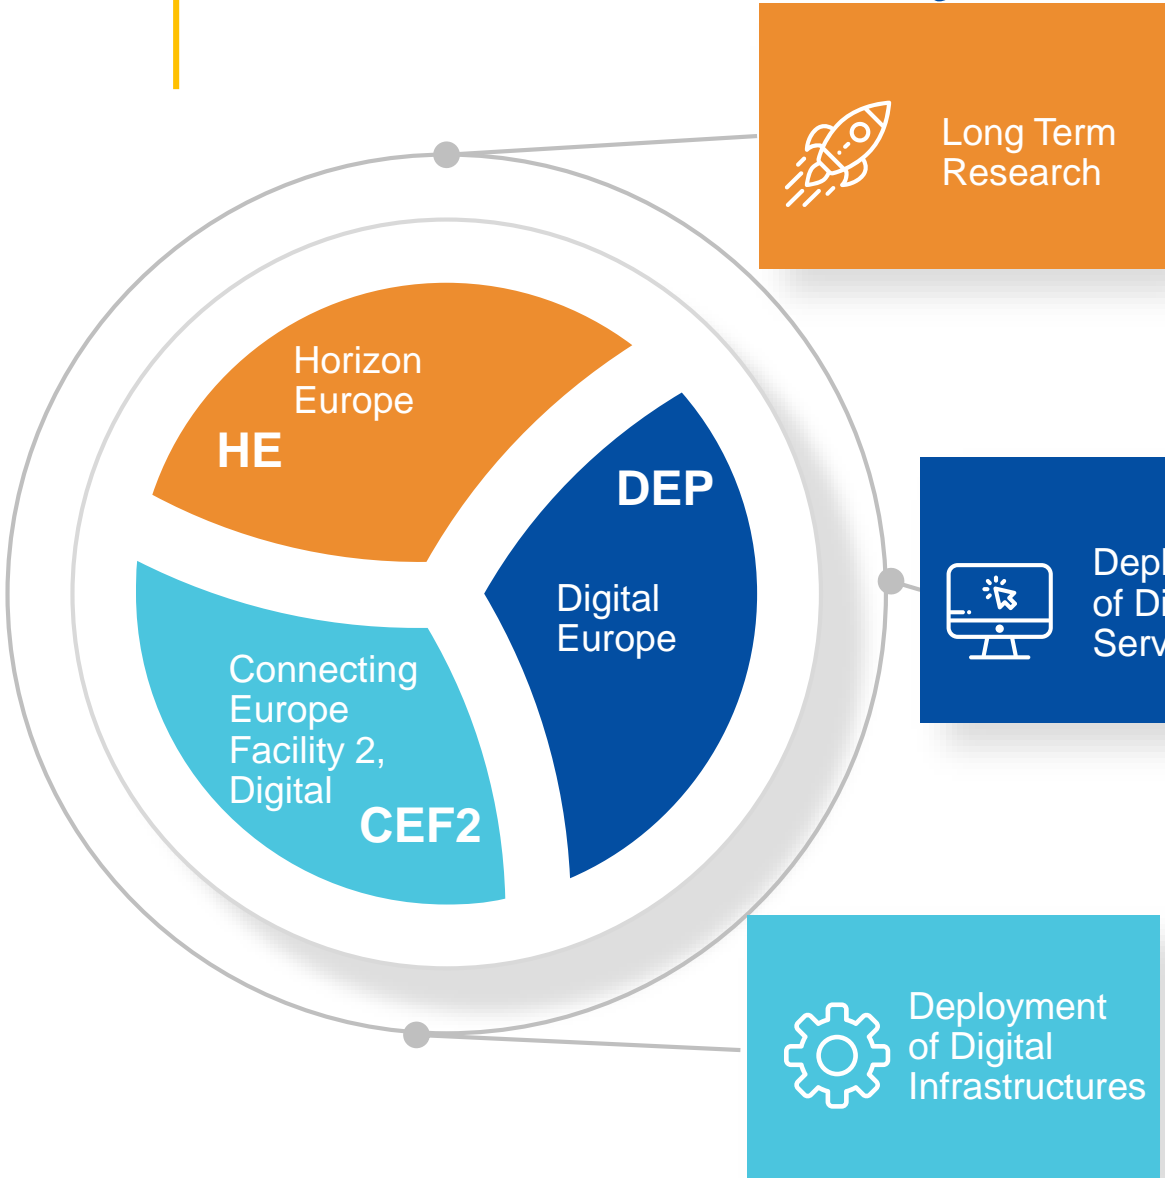 Long Term
Research
Horizon
Europe
HE
DEP
Digital
Europe
of
Connecting
Europe
Facility 2,
Digital
CEF2
Deployment
of Digital
Infrastructures